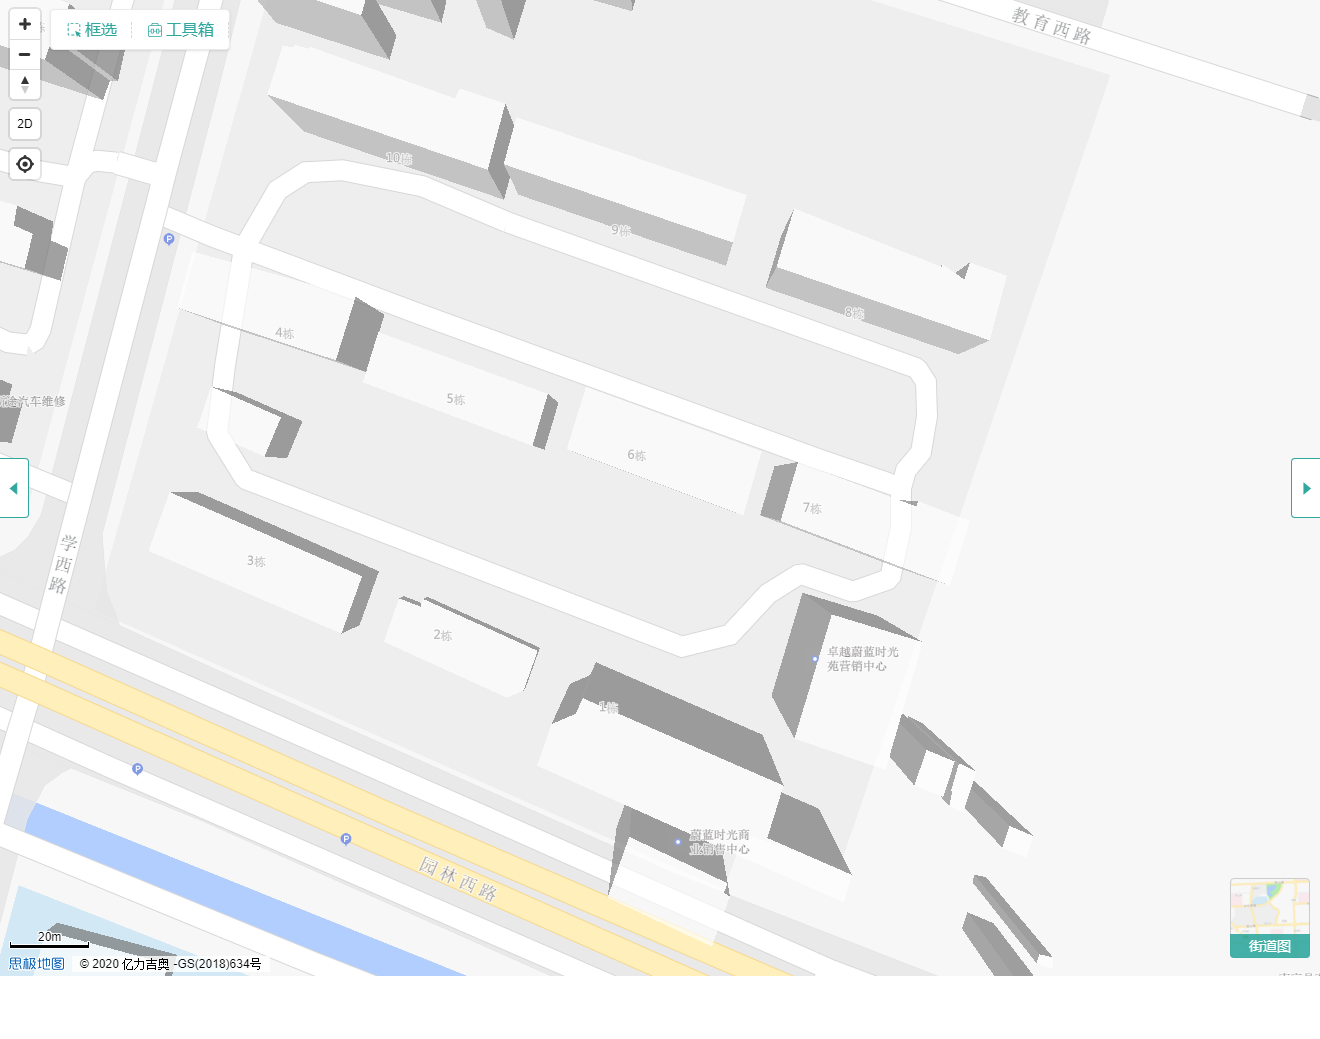 框选 工具箱
2D
教育西路
10栋
9栋
8栋
4栋
5栋
6栋
7栋
汽车维修
学西路
3栋
2栋
1栋
卓越蔚蓝时光
苑营销中心
P
P
P
蔚蓝时光商
业销售中心
园林西路
20m
思极地图 © 2020 亿力吉奥 -GS(2018)634号
街道图